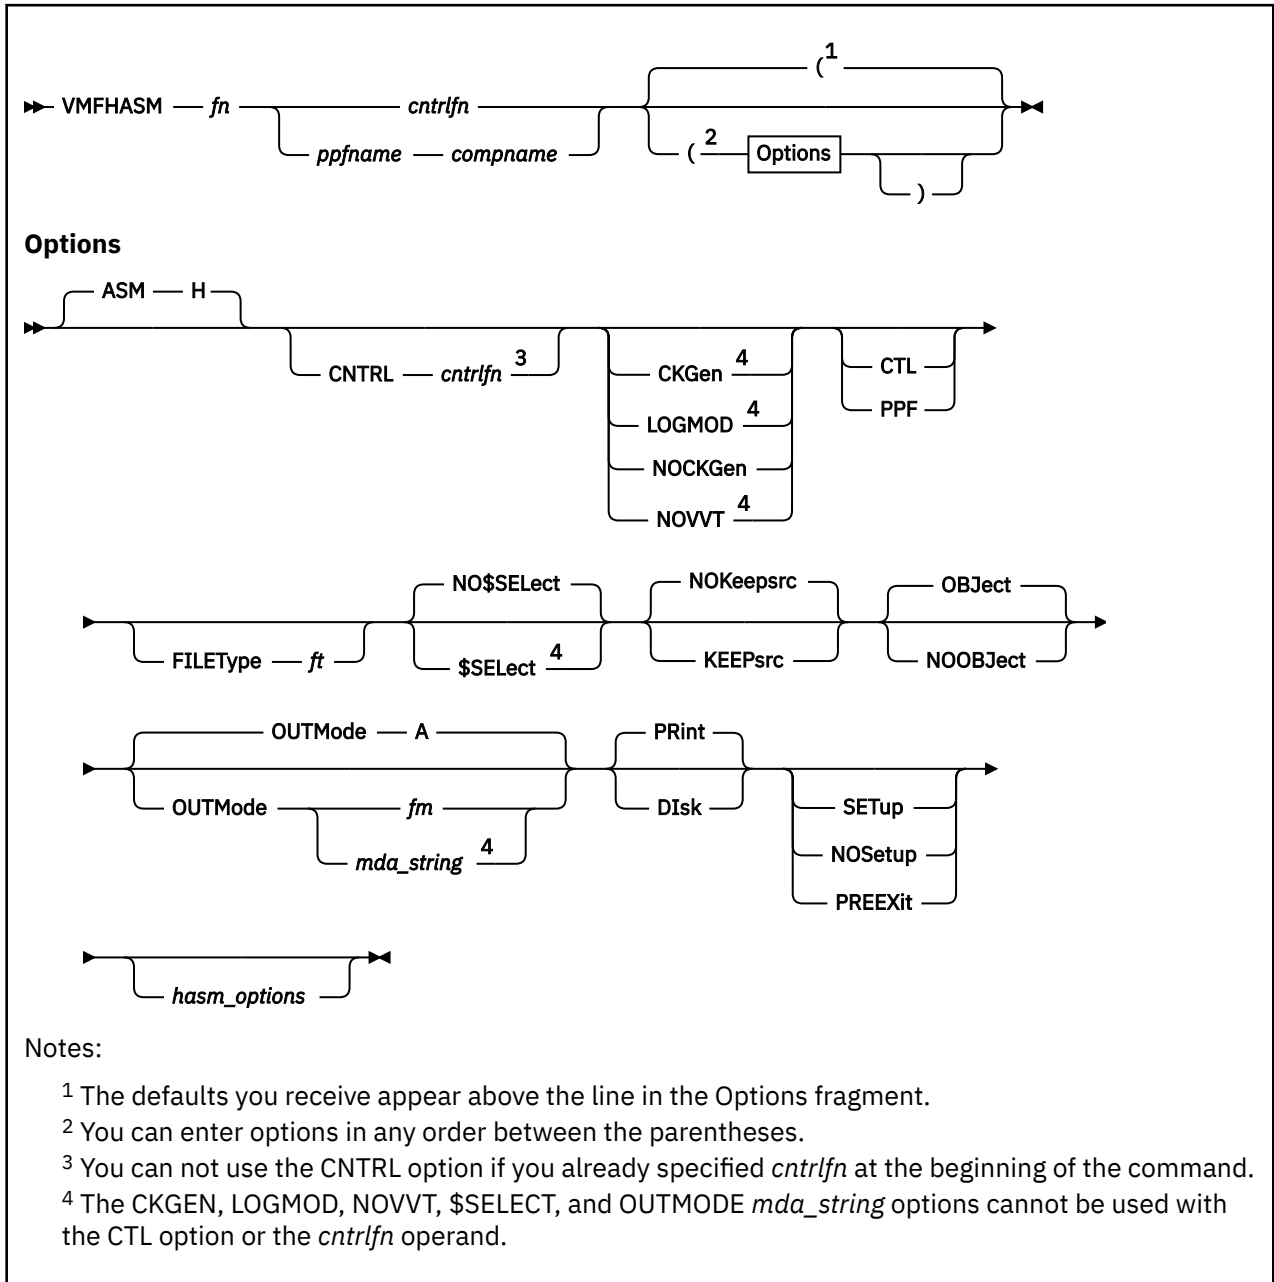 ( 1
VMFHASM fn cntrlfn
ppfname compname ( 2 Options
)
Options
ASM H
CNTRL cntrlfn 3 CKGen 4 CTL
LOGMOD 4 PPF
NOCKGen
NOVVT 4
NO$SELect NOKeepsrc OBJect
FILEType ft $SELect 4 KEEPsrc NOOBJect
OUTMode A PRint
OUTMode fm DIsk SETup
mda_string 4 NOSetup
PREEXit
hasm_options
Notes:
1 The defaults you receive appear above the line in the Options fragment.
2 You can enter options in any order between the parentheses.
3 You can not use the CNTRL option if you already specified cntrlfn at the beginning of the command.
4 The CKGEN, LOGMOD, NOVVT, $SELECT, and OUTMODE mda_string options cannot be used with
the CTL option or the cntrlfn operand.